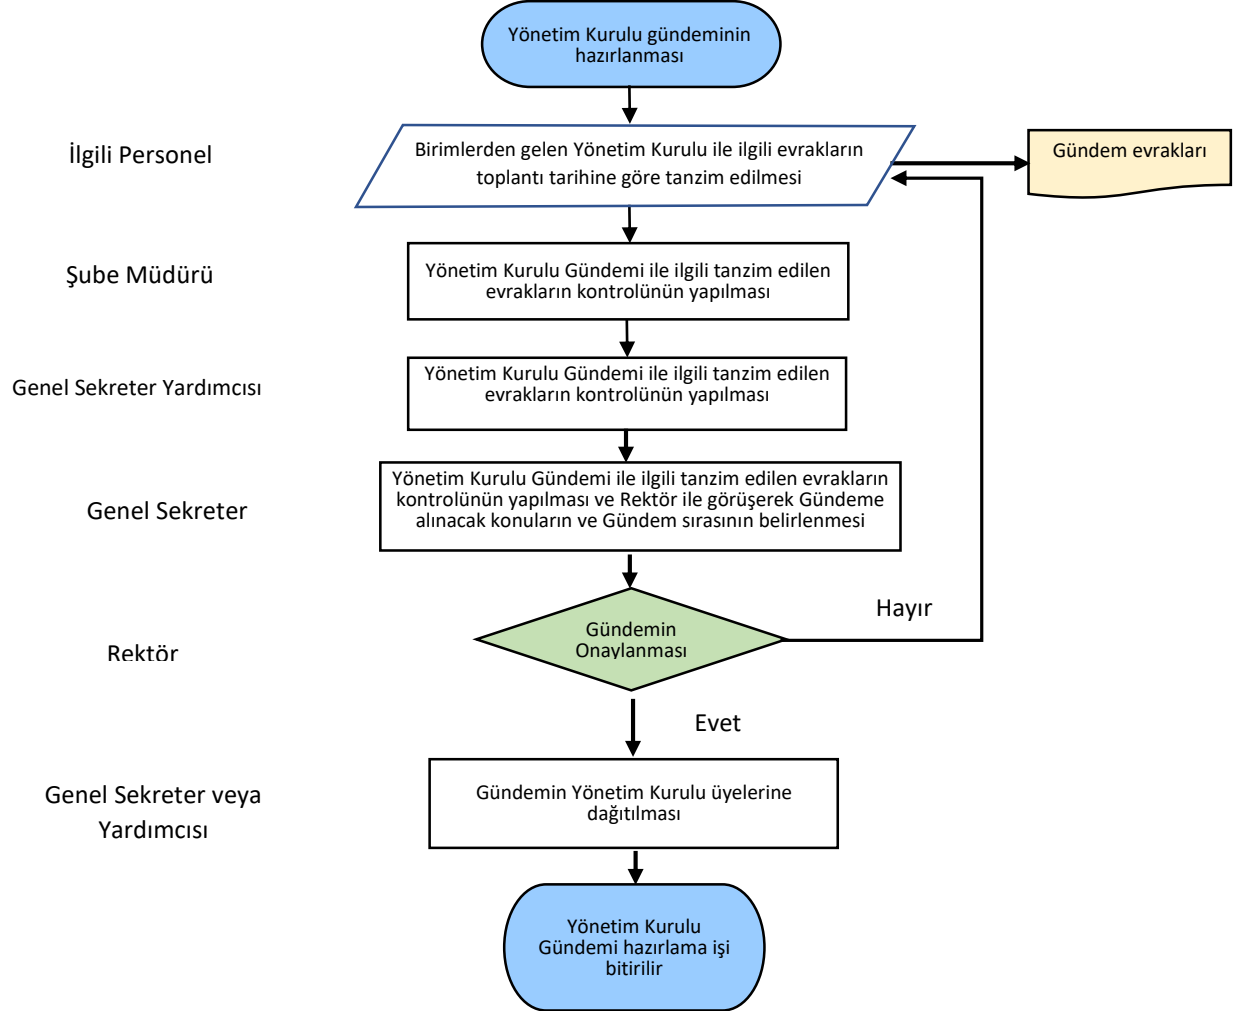 Yönetim Kurulu gündeminin
hazırlanması
İlgili Personel
Birimlerden gelen Yönetim Kurulu ile ilgili evrakların
toplantı tarihine göre tanzim edilmesi
Gündem evrakları
Şube Müdürü
Yönetim Kurulu Gündemi ile ilgili tanzim edilen
evrakların kontrolünün yapılması
Genel Sekreter Yardımcısı
Yönetim Kurulu Gündemi ile ilgili tanzim edilen
evrakların kontrolünün yapılması
Genel Sekreter
Yönetim Kurulu Gündemi ile ilgili tanzim edilen evrakların
kontrolünün yapılması ve Rektör ile görüşerek Gündeme
alınacak konuların ve Gündem sırasının belirlenmesi
Hayır
Rektör
Gündemin
Onaylanması
Evet
Genel Sekreter veya
Yardımcısı
Gündemin Yönetim Kurulu üyelerine
dağıtılması
Yönetim Kurulu
Gündemi hazırlama işi
bitirilir